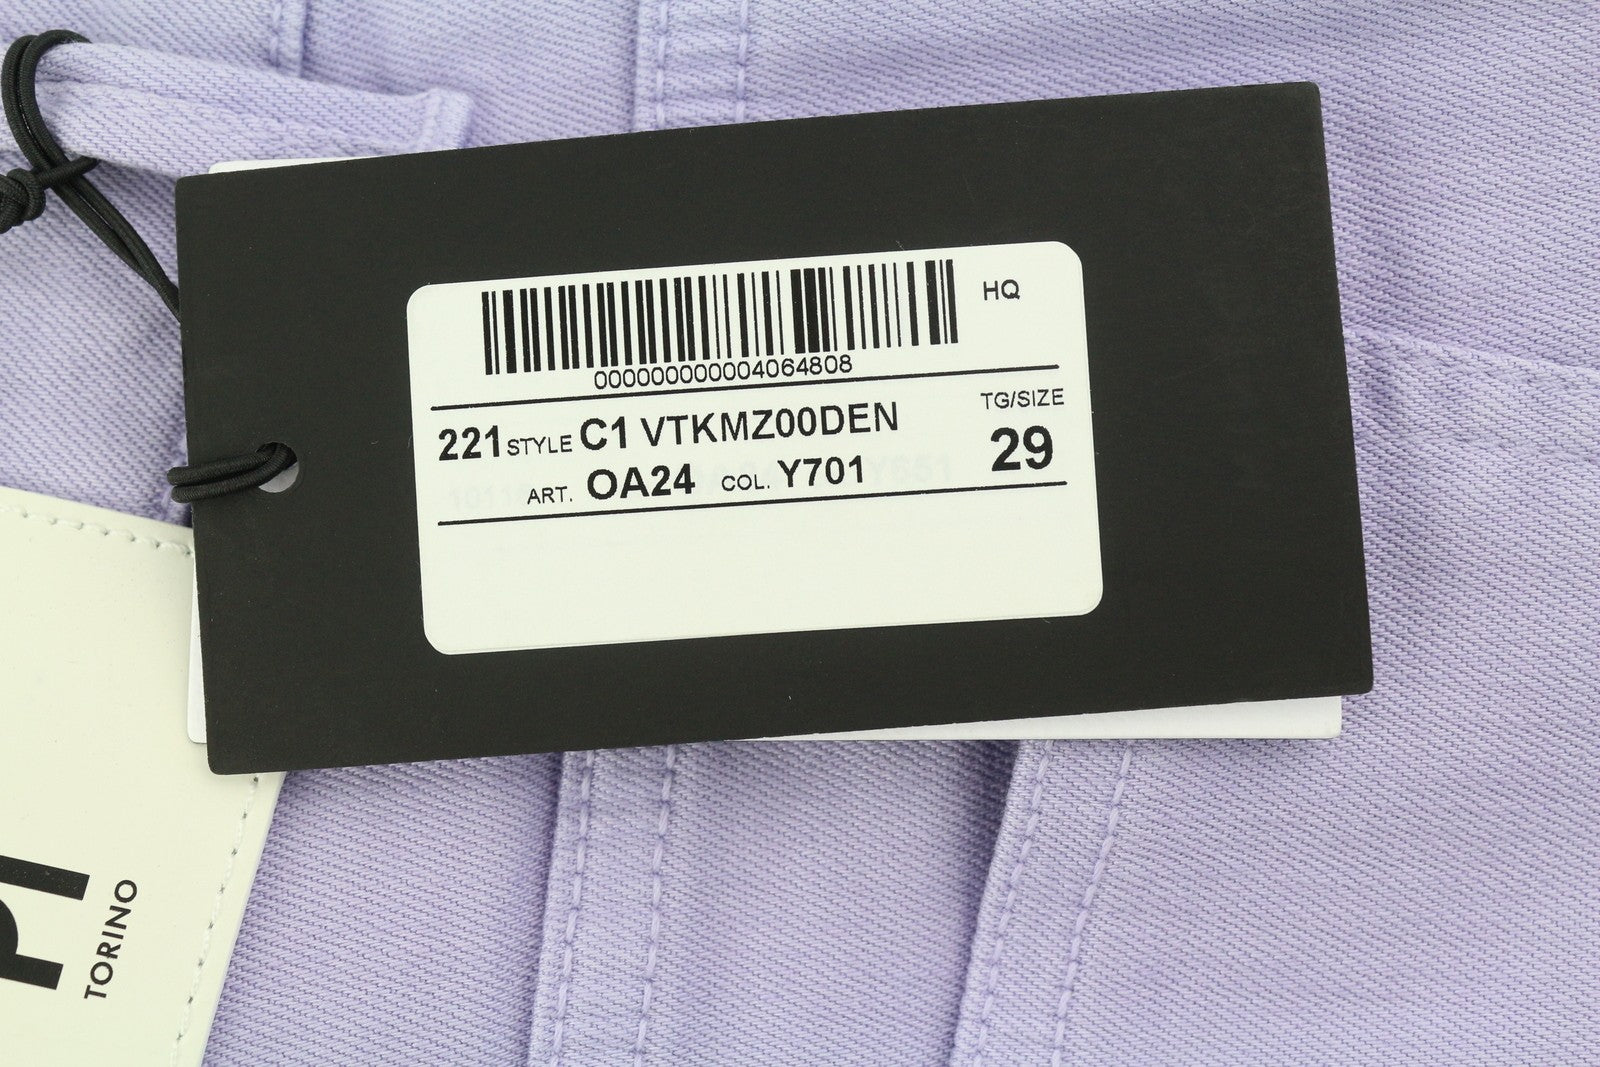 HQ
000000000004064808
221 STYLE C1 VTKMZ00DEN
TG/SIZE
29
ART. OA24 COL. Y701
TORINO